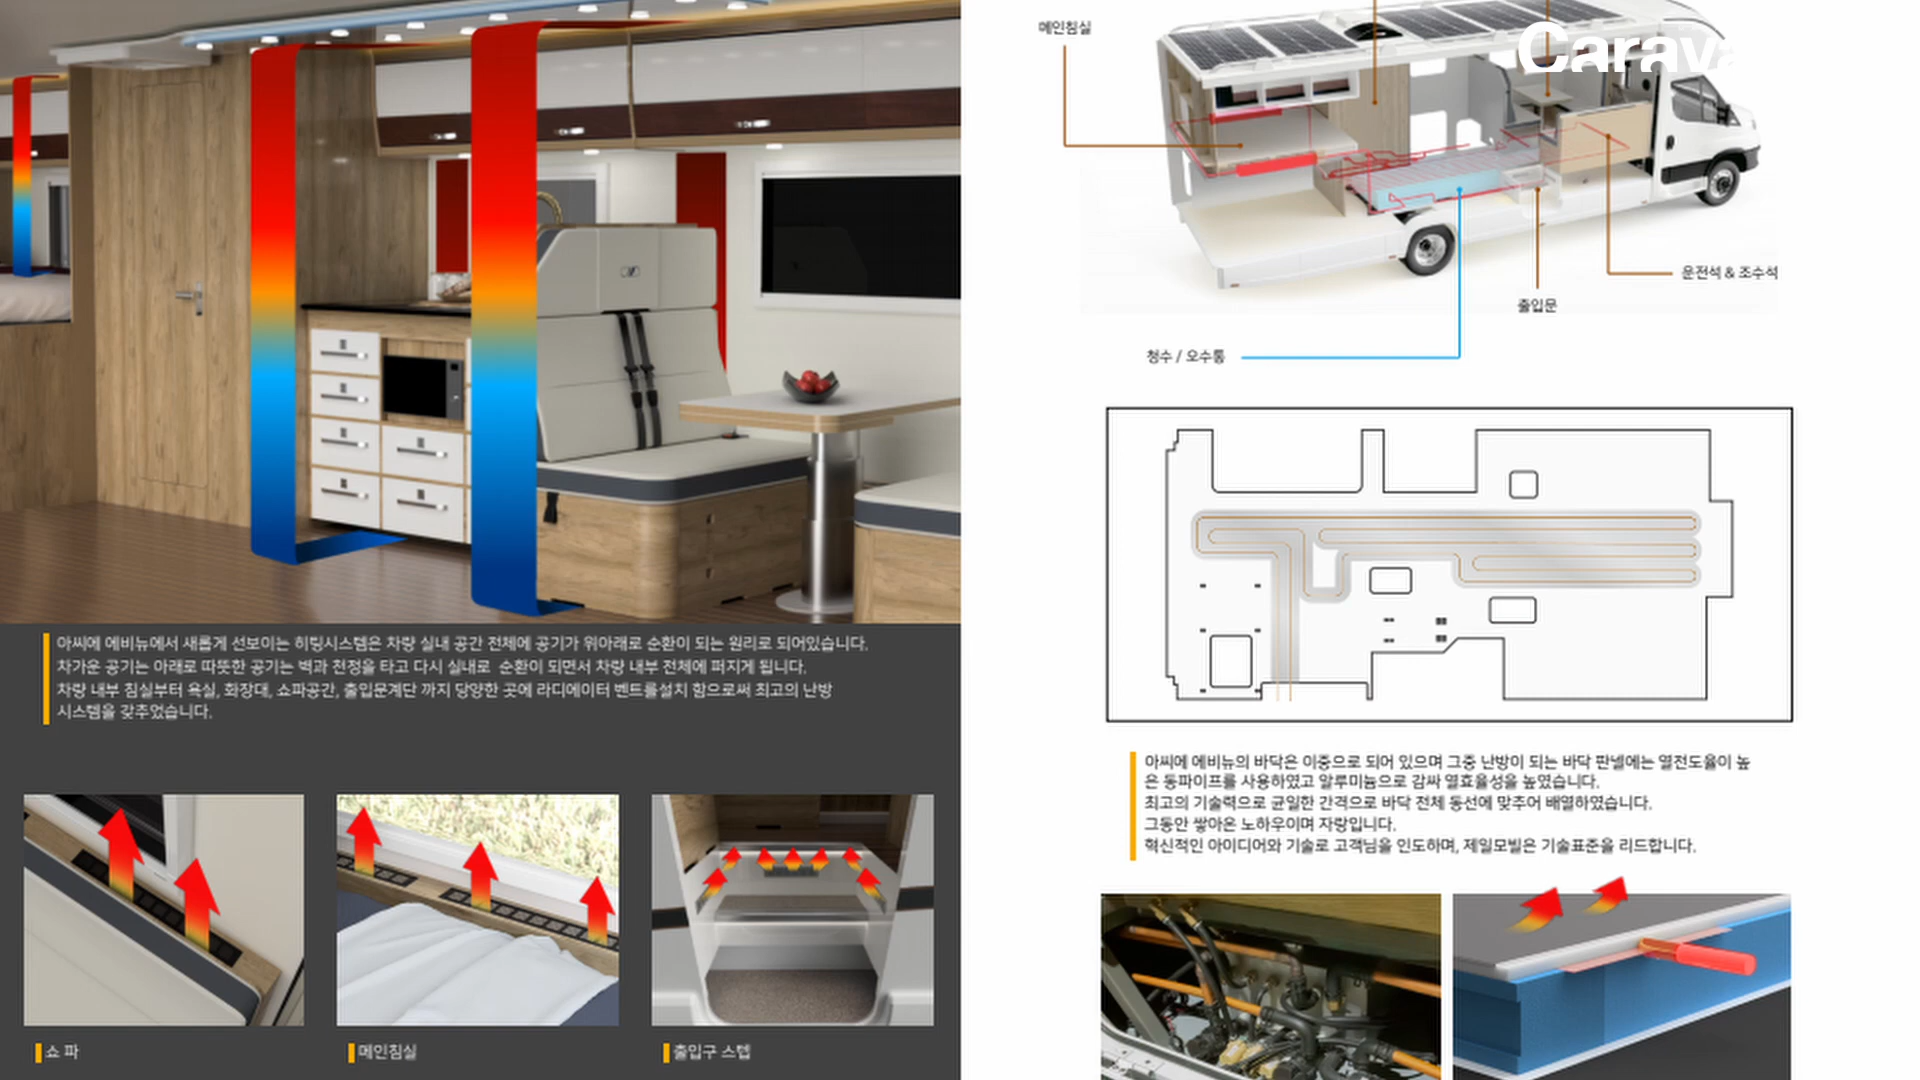 아씨에 에비뉴에서 새롭게 선보이는 히팅시스템은 차량 실내 공간 전체에 공기가 위아래로 순환이 되는 원리로 되어있습니다.
차가운 공기는 아래로 따뜻한 공기는 벽과 천정을 타고 다시 실내로 순환이 되면서 차량 내부 전체에 퍼지게 됩니다.
차량 내부 침실부터 욕실, 화장대, 쇼파공간, 출입문계단 까지 당양한 곳에 라디에이터 벤트를설치 함으로써 최고의 난방
시스템을 갖추었습니다.
쇼 파
메인침실
출입구 스텝
메인침실
Carava
운전석 & 조수석
출입문
청수 / 오수통
아씨에 에비뉴의 바닥은 이중으로 되어 있으며 그중 난방이 되는 바닥 판넬에는 열전도율이 높
은 동파이프를 사용하였고 알루미늄으로 감싸 열효율성을 높였습니다.
최고의 기술력으로 균일한 간격으로 바닥 전체 동선에 맞추어 배열하였습니다.
그동안 쌓아온 노하우이며 자랑입니다.
혁신적인 아이디어와 기술로 고객님을 인도하며, 제일모빌은 기술표준을 리드합니다.